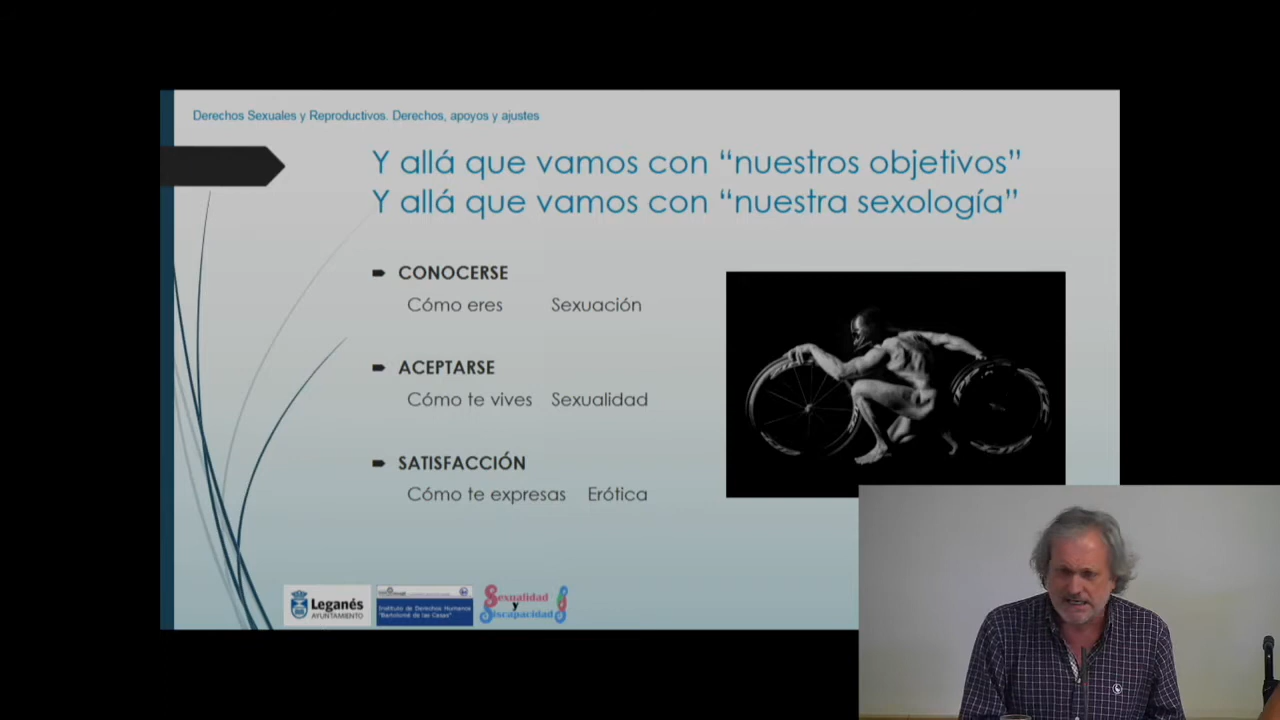 Derechos Sexuales y Reproductivos. Derechos, apoyos y ajustes
Y allá que vamos con “nuestros objetivos”
Y allá que vamos con “nuestra sexología”
CONOCERSE
Cómo eres Sexuación
ACEPTARSE
Cómo te vives Sexualidad
SATISFACCIÓN
Cómo te expresas Erótica
Leganés
AYUNTAMIENTO
Instituto de Derechos Humanos
"Bartolomé de las Casas"
Sexualidad
y
Discapacidad